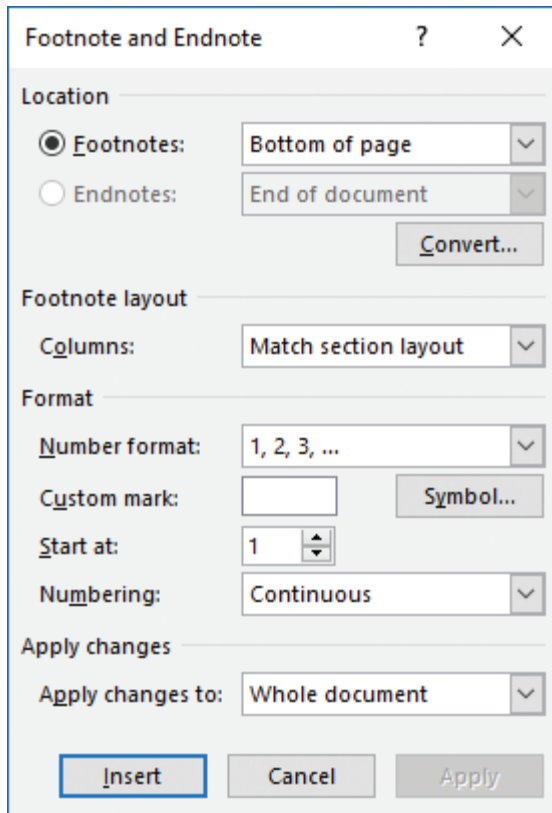 Footnote and Endnote ?
Location
Footnotes: Bottom of page
Endnotes: End of document
Convert...
Footnote layout
Columns: Match section layout
Format
Number format: 1, 2, 3, ...
Custom mark: Symbol...
Start at: 1
Numbering: Continuous
Apply changes
Apply changes to: Whole document
Insert Cancel Apply